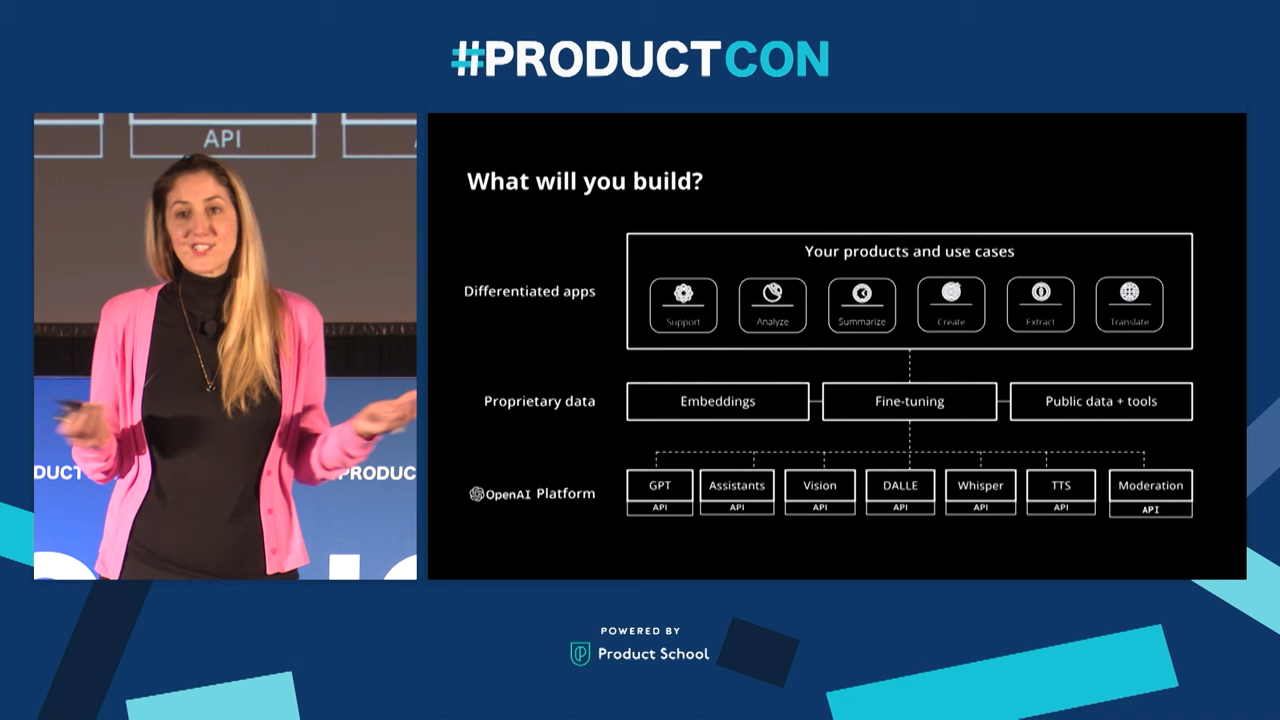 #PRODUCTCON
API
DUCT
PRODUC
What will you build?
Your products and use cases
Differentiated apps
Support
Analyze
Summarize
Create
Extract
Translate
Proprietary data
Embeddings
Fine-tuning
Public data + tools
OpenAI Platform
GPT
Assistants
Vision
DALLE
Whisper
TTS
Moderation
API
API
API
API
API
API
API
POWERED BY
Product School